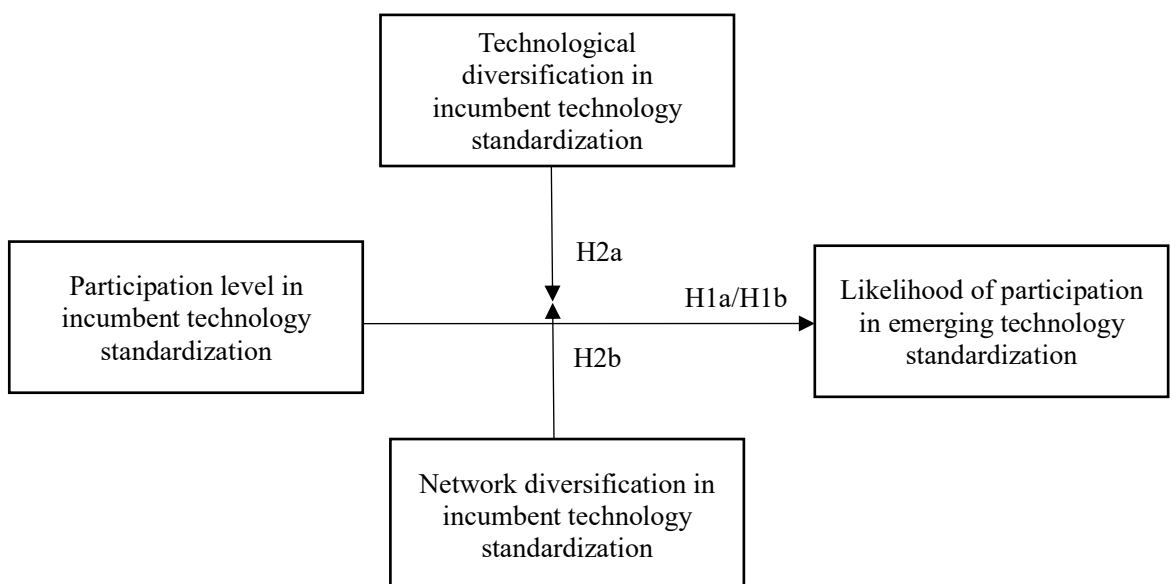 Technological
diversification in
incumbent technology
standardization
H2a
Participation level in
incumbent technology
standardization
H1a/H1b
Likelihood of participation
in emerging technology
standardization
H2b
Network diversification in
incumbent technology
standardization